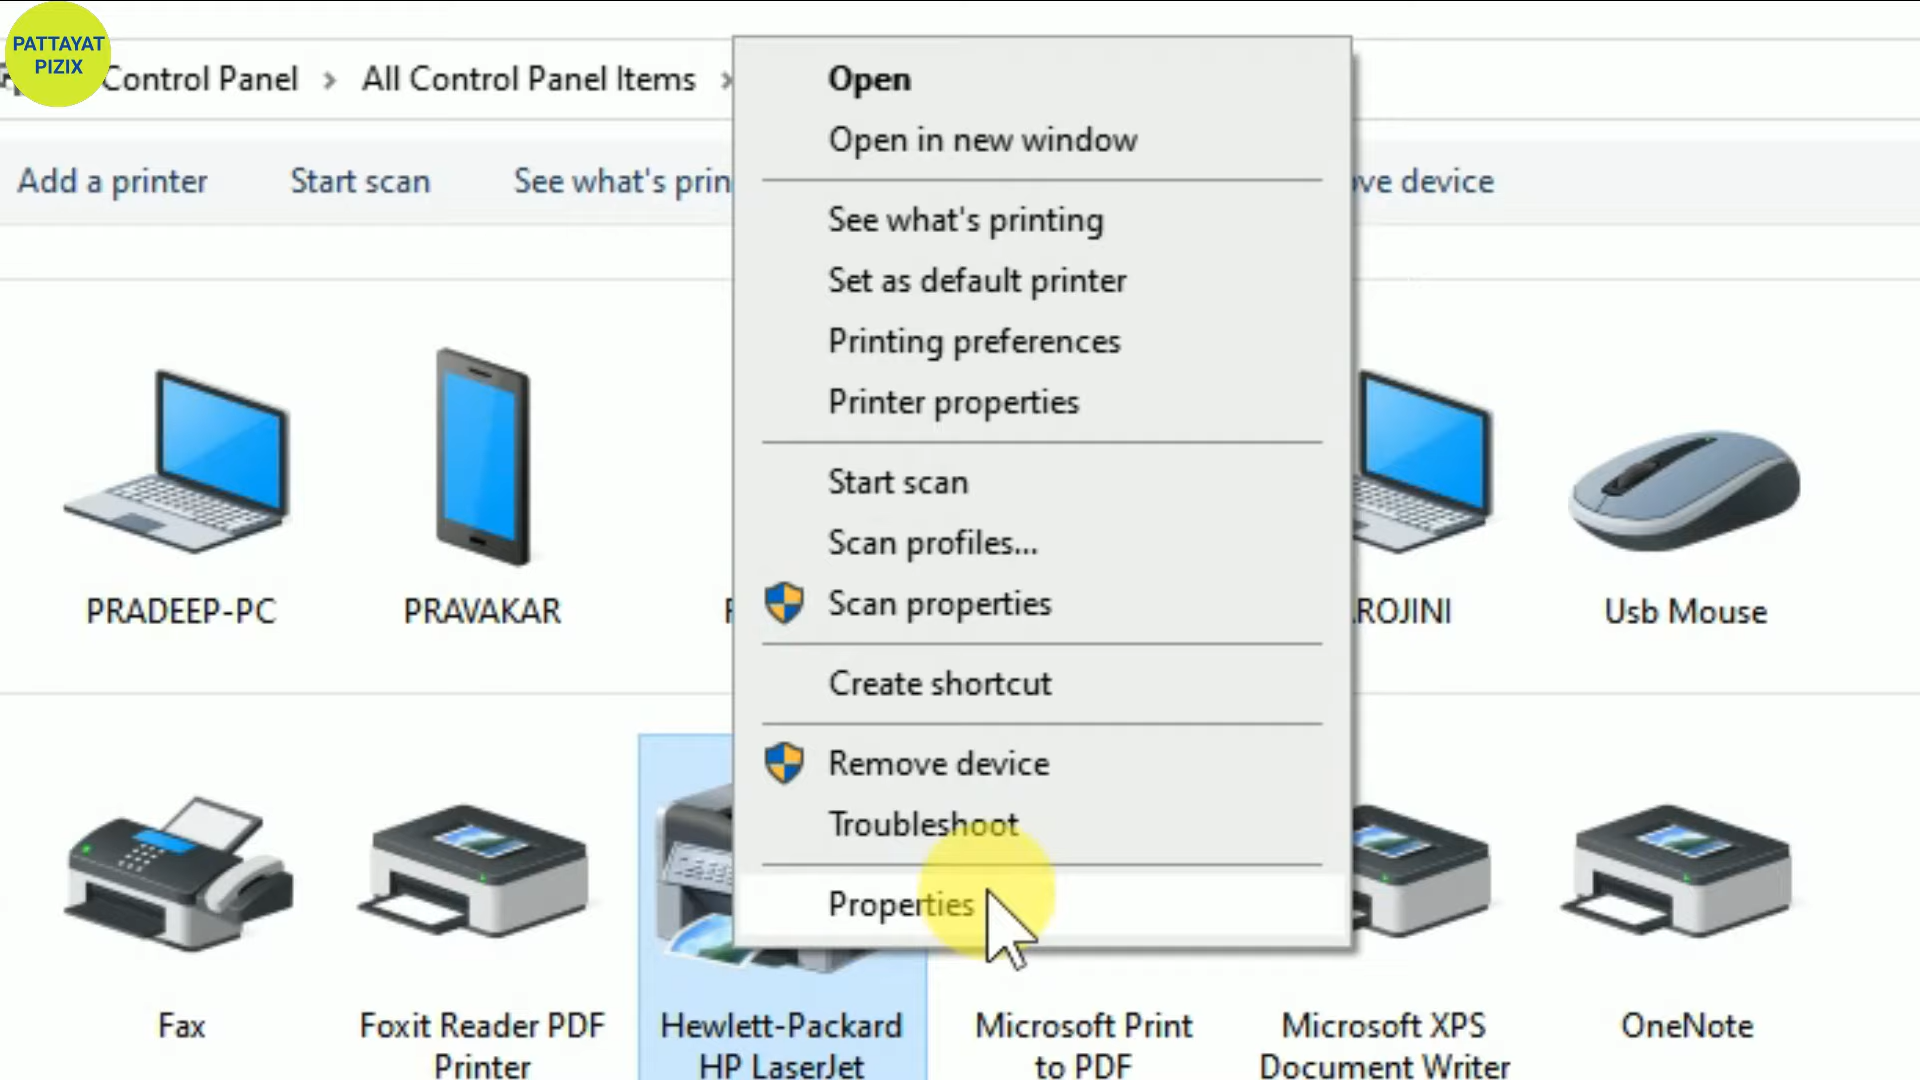 PATTAYAT
PIZIX
Control Panel > All Control Panel Items >
Add a printer
Start scan
See what's prin
ve device
Open
Open in new window
See what's printing
Set as default printer
Printing preferences
Printer properties
Start scan
Scan profiles...
Scan properties
Create shortcut
Remove device
Troubleshoot
Properties
PRADEEP-PC
PRAVAKAR
ROJINI
Usb Mouse
Fax
Foxit Reader PDF
Printer
Hewlett-Packard
HP LaserJet
Microsoft Print
to PDF
Microsoft XPS
Document Writer
OneNote